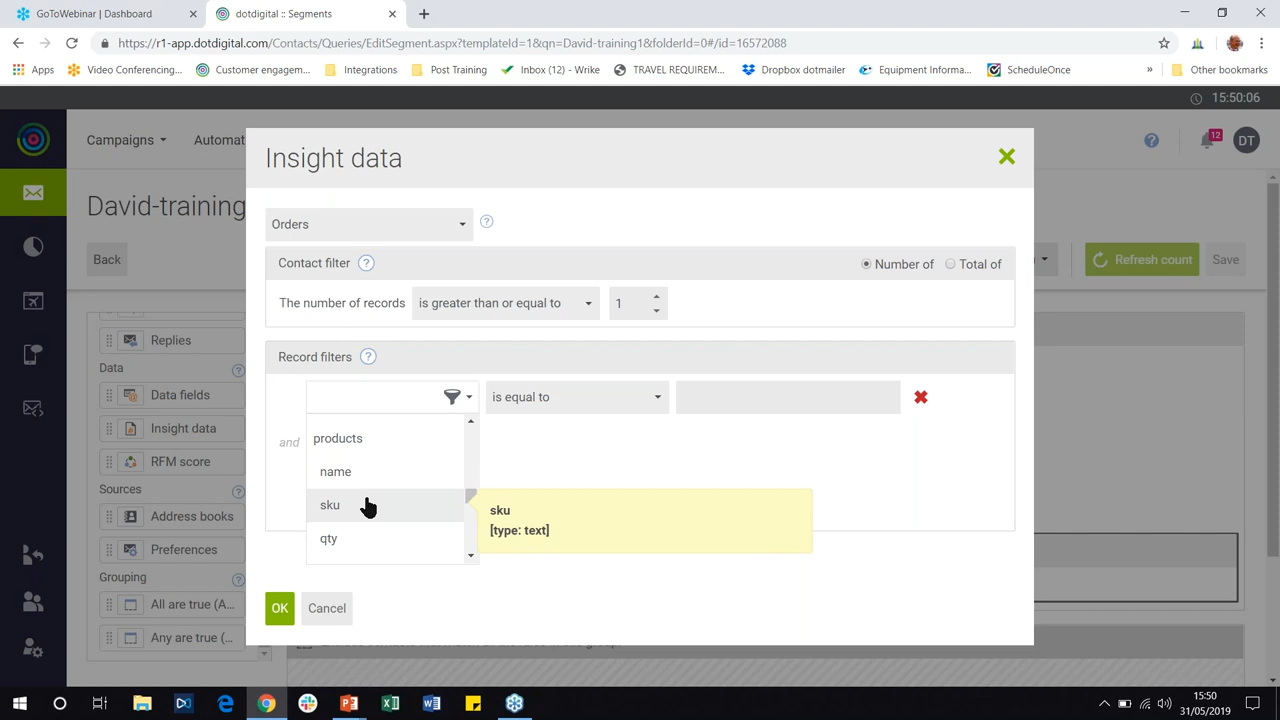 GoToWebinar | Dashboard
dotdigital :: Segments
https://r1-app.dotdigital.com/Contacts/Queries/EditSegment.aspx?templateId=1&qn=David-training1&folderId=0#/id=16572088
Apps
Video Conferencing...
Customer engagem...
Integrations
Post Training
Inbox (12) - Wrike
TRAVEL REQUIREM...
Dropbox dotmailer
Equipment Informa...
ScheduleOnce
»
Other bookmarks
15:50:06
Campaigns
Automat
12
DT
David-training
Back
Refresh count
Save
Insight data
Orders
Contact filter
Number of
Total of
The number of records
is greater than or equal to
1
Record filters
is equal to
and
products
name
sku
qty
sku
[type: text]
OK
Cancel
Replies
Data
Data fields
Insight data
RFM score
Sources
Address books
Preferences
Grouping
All are true (A...
Any are true (...
15:50
31/05/2019